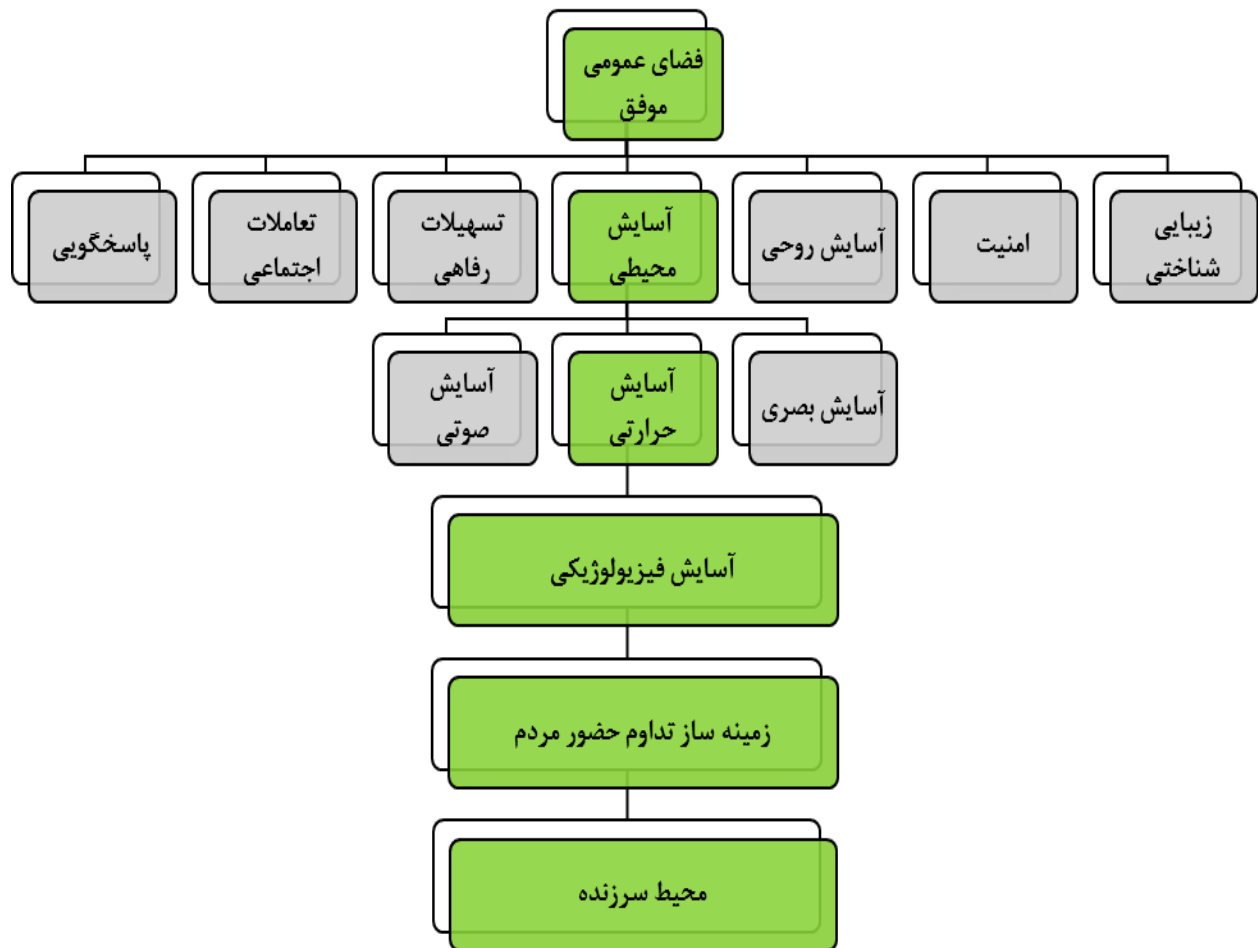 فضای عمومی
موفق
زیبایی
شناختی
امنیت
آسایش روحی
آسایش
محیطی
تسهیلات
رفاهی
تعاملات
اجتماعی
پاسخگویی
آسایش بصری
آسایش
حرارتی
آسایش
صوتی
آسایش فیزیولوژیکی
زمینه ساز تداوم حضور مردم
محیط سرزنده